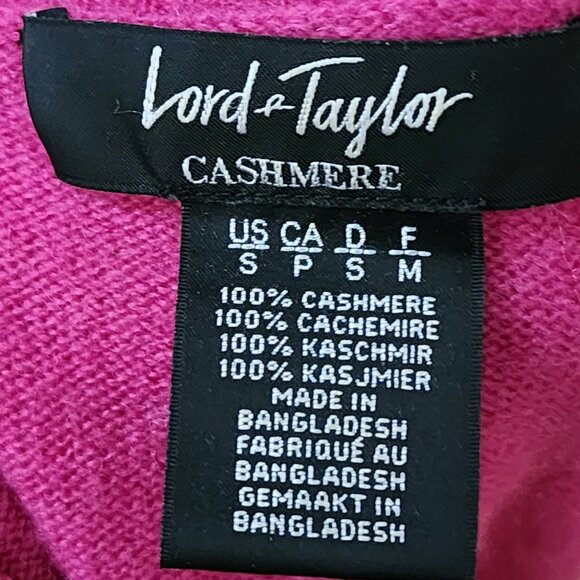 Lord & Taylor
CASHMERE
US CA D F
S P S M
100% CASHMERE
100% CACHEMIRE
100% KASCHMIR
100% KASJMIER
MADE IN
BANGLADESH
FABRIQUÉ AU
BANGLADESH
GEMAAKT IN
BANGLADESH